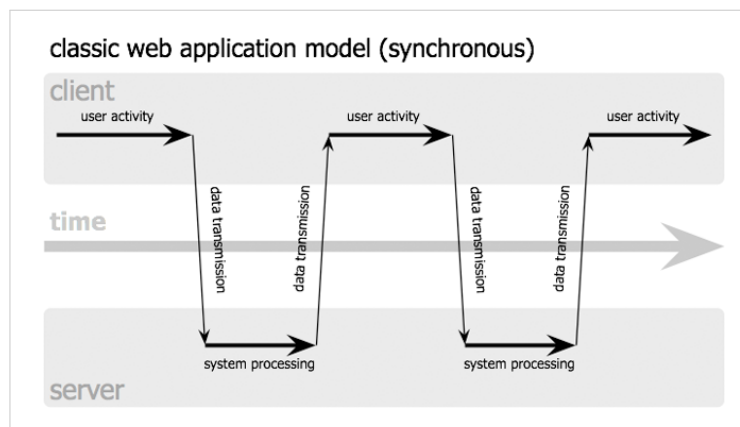 classic web application model (synchronous)
client
user activity
user activity
user activity
data transmission
data transmission
data transmission
data transmission
time
system processing
system processing
server